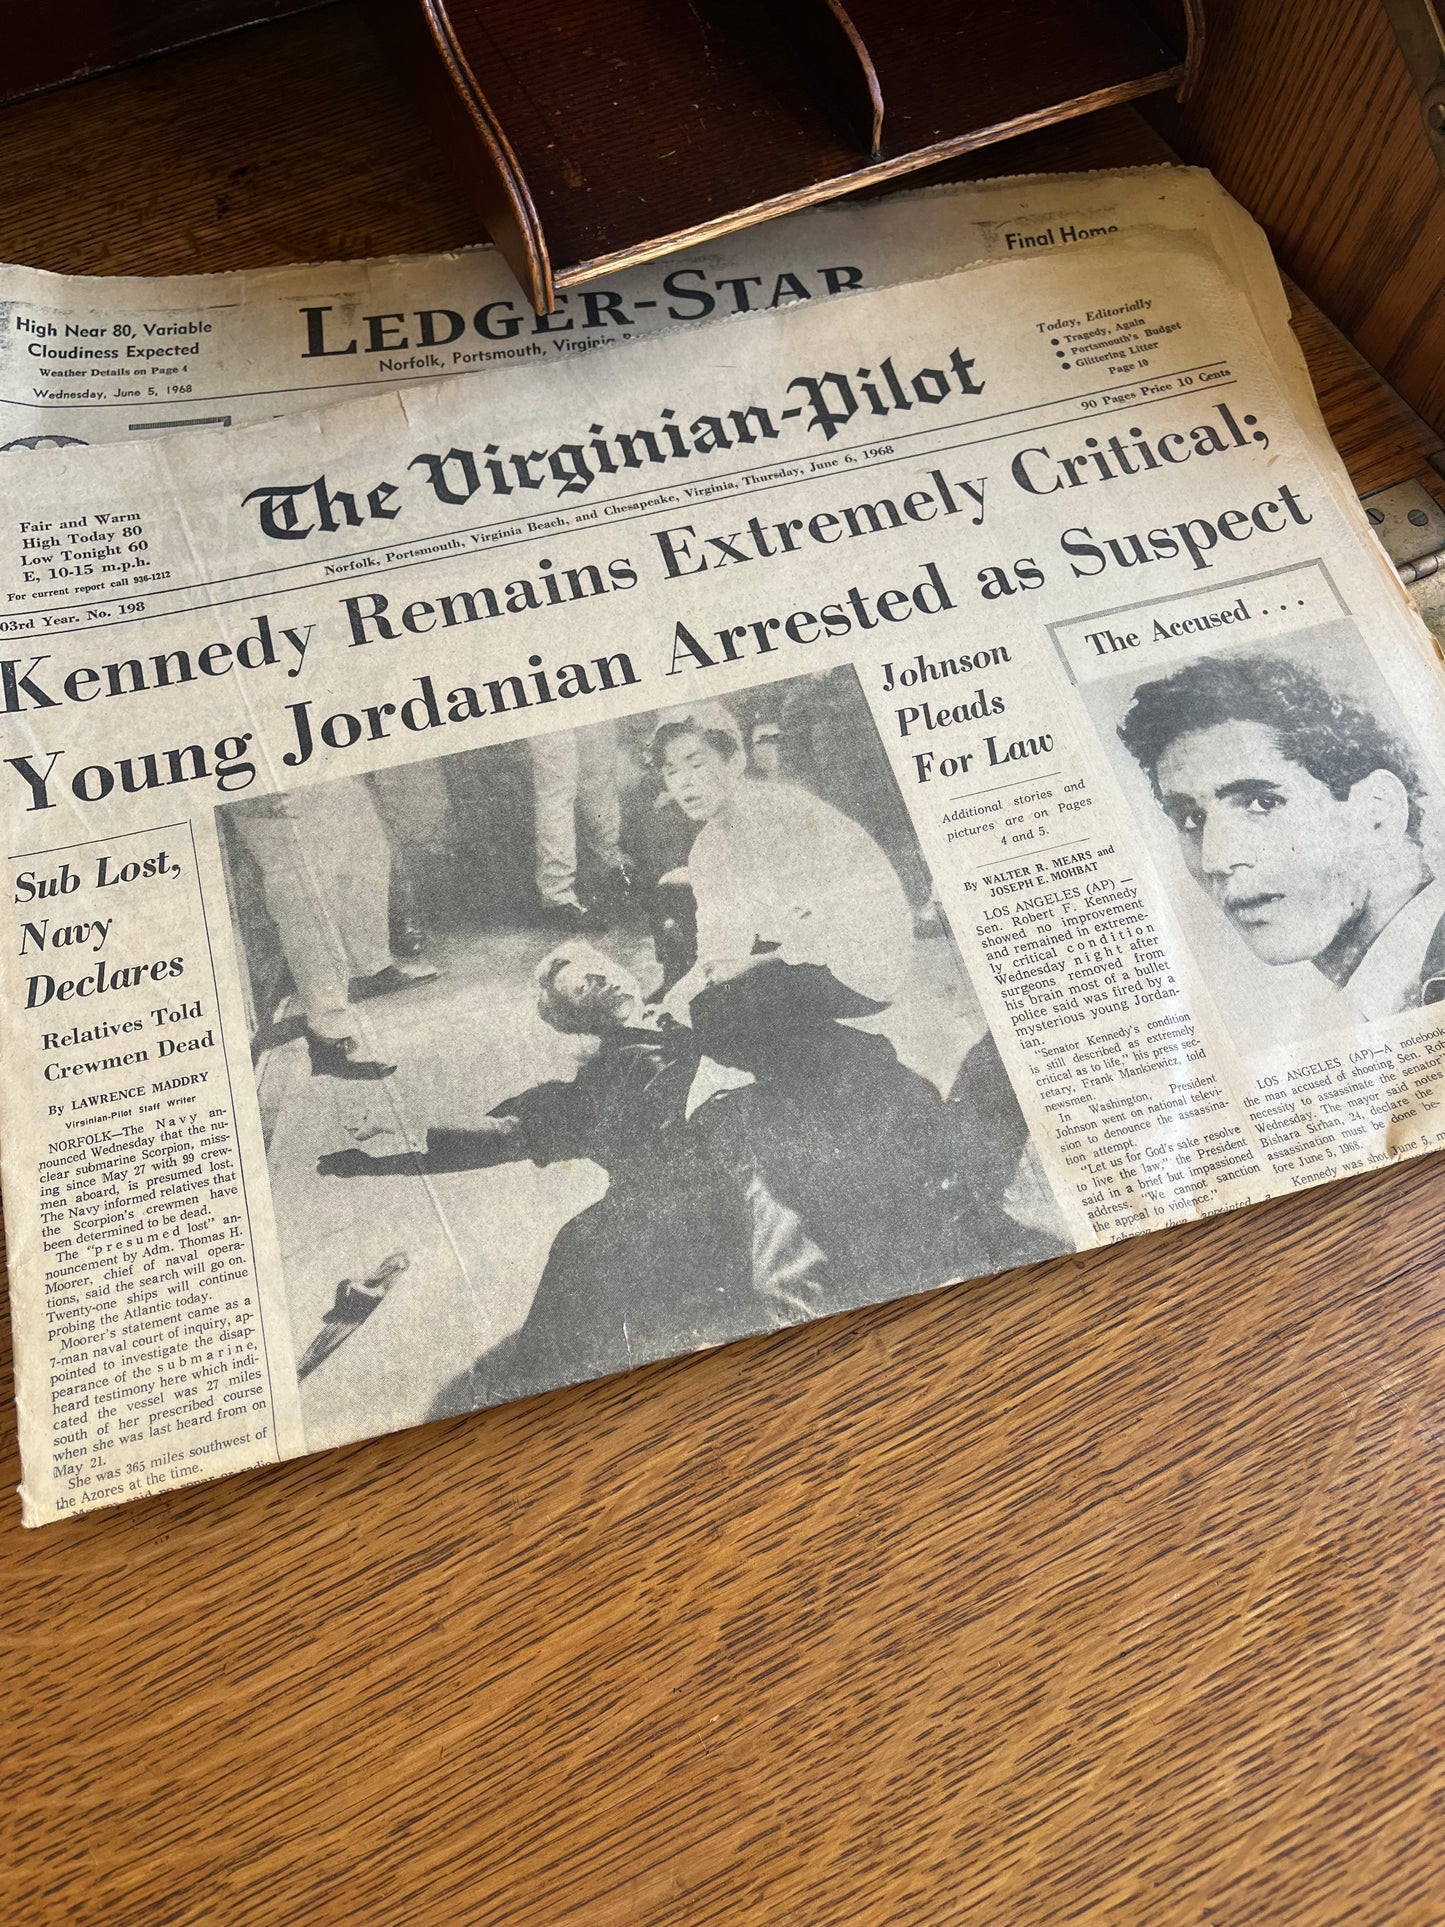 Final Home
High Near 80, Variable
Cloudiness Expected
Weather Details on Page 4
Wednesday, June 5, 1968
LEDGER-STAR
Norfolk, Portsmouth, Virginia
Today, Editorially
● Tragedy, Again
● Portsmouth's Budget
● Glittering Litter
Page 10
The Virginian-Pilot
Fair and Warm
High Today 80
Low Tonight 60
E, 10-15 m.p.h.
For current report call 936-1212
03rd Year. No. 198
Norfolk, Portsmouth, Virginia Beach, and Chesapeake, Virginia, Thursday, June 6, 1968
90 Pages Price 10 Cents
Kennedy Remains Extremely Critical;
Young Jordanian Arrested as Suspect
Sub Lost,
Navy
Declares
Relatives Told
Crewmen Dead
By LAWRENCE MADDRY
Virginian-Pilot Staff Writer
NORFOLK—The Navy an-
nounced Wednesday that the nu-
clear submarine Scorpion, miss-
ing since May 27 with 99 crew-
men aboard, is presumed lost.
The Navy informed relatives that
the Scorpion's crewmen have
been determined to be dead.
The "presumed lost" an-
nouncement by Adm. Thomas H.
Moorer, chief of naval opera-
tions, said the search will go on.
Twenty-one ships will continue
probing the Atlantic today.
Moorer's statement came as a
7-man naval court of inquiry, ap-
pointed to investigate the disap-
pearance of the submarine,
heard testimony here which indi-
cated the vessel was 27 miles
south of her prescribed course
when she was last heard from on
May 21.
She was 365 miles southwest of
the Azores at the time.
Moorer said no sonar or radio
Johnson
Pleads
For Law
Additional stories and
pictures are on Pages
4 and 5.
By WALTER R. MEARS and
JOSEPH E. MOHBAT
LOS ANGELES (AP) —
Sen. Robert F. Kennedy
showed no improvement
and remained in extreme-
ly critical condition
Wednesday night after
surgeons removed from
his brain most of a bullet
police said was fired by a
mysterious young Jordan-
ian.
"Senator Kennedy's condition
is still described as extremely
critical as to life," his press sec-
retary, Frank Mankiewicz, told
newsmen.
In Washington, President
Johnson went on national televi-
sion to denounce the assassina-
tion attempt.
"Let us for God's sake resolve
to live the law," the President
said in a brief but impassioned
address. "We cannot sanction
the appeal to violence."
Johnson then appointed a
The Accused . . .
LOS ANGELES (AP)—A notebook
the man accused of shooting Sen. Rob
necessity to assassinate the senator
Wednesday. The mayor said notes
Bishara Sirhan, 24, declare the
assassination must be done be-
fore June 5, 1968.
Kennedy was shot June 5,